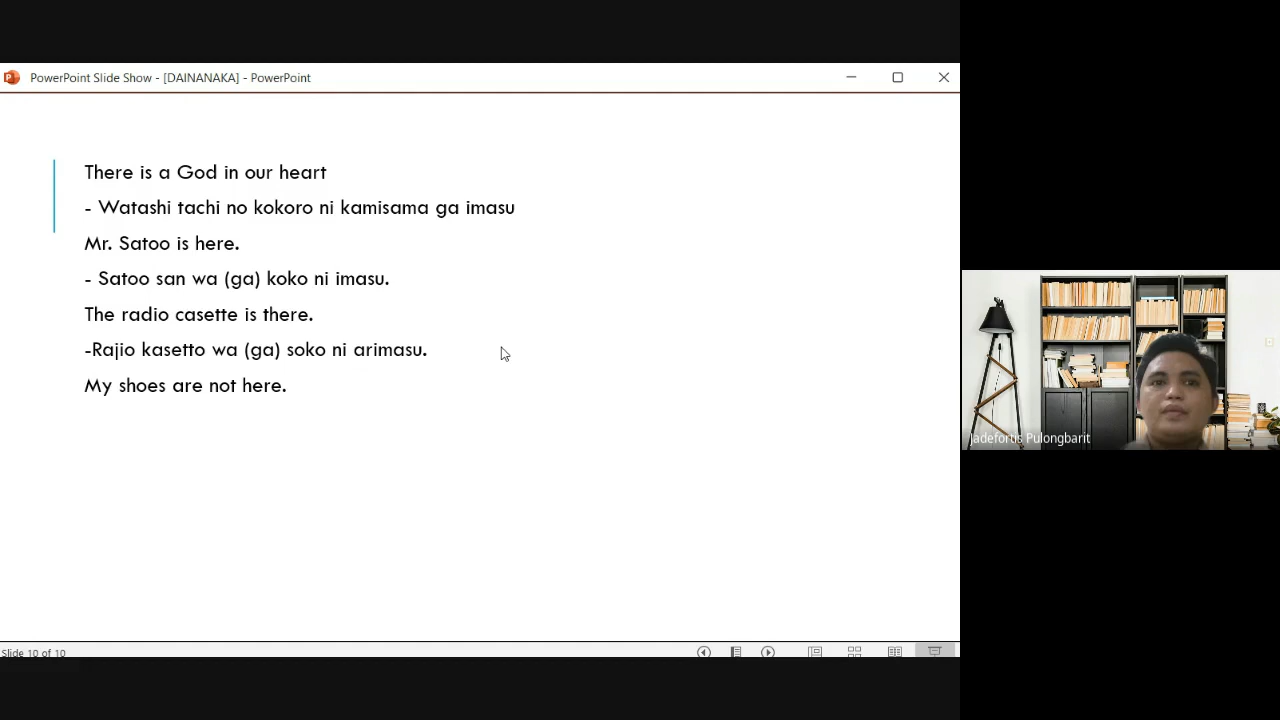 PowerPoint Slide Show - [DAINANAKA] - PowerPoint
There is a God in our heart
- Watashi tachi no kokoro ni kamisama ga imasu
Mr. Satoo is here.
- Satoo san wa (ga) koko ni imasu.
The radio casette is there.
-Rajio kasetto wa (ga) soko ni arimasu.
My shoes are not here.
Slide 10 of 10
Jadefortis Pulongbarit